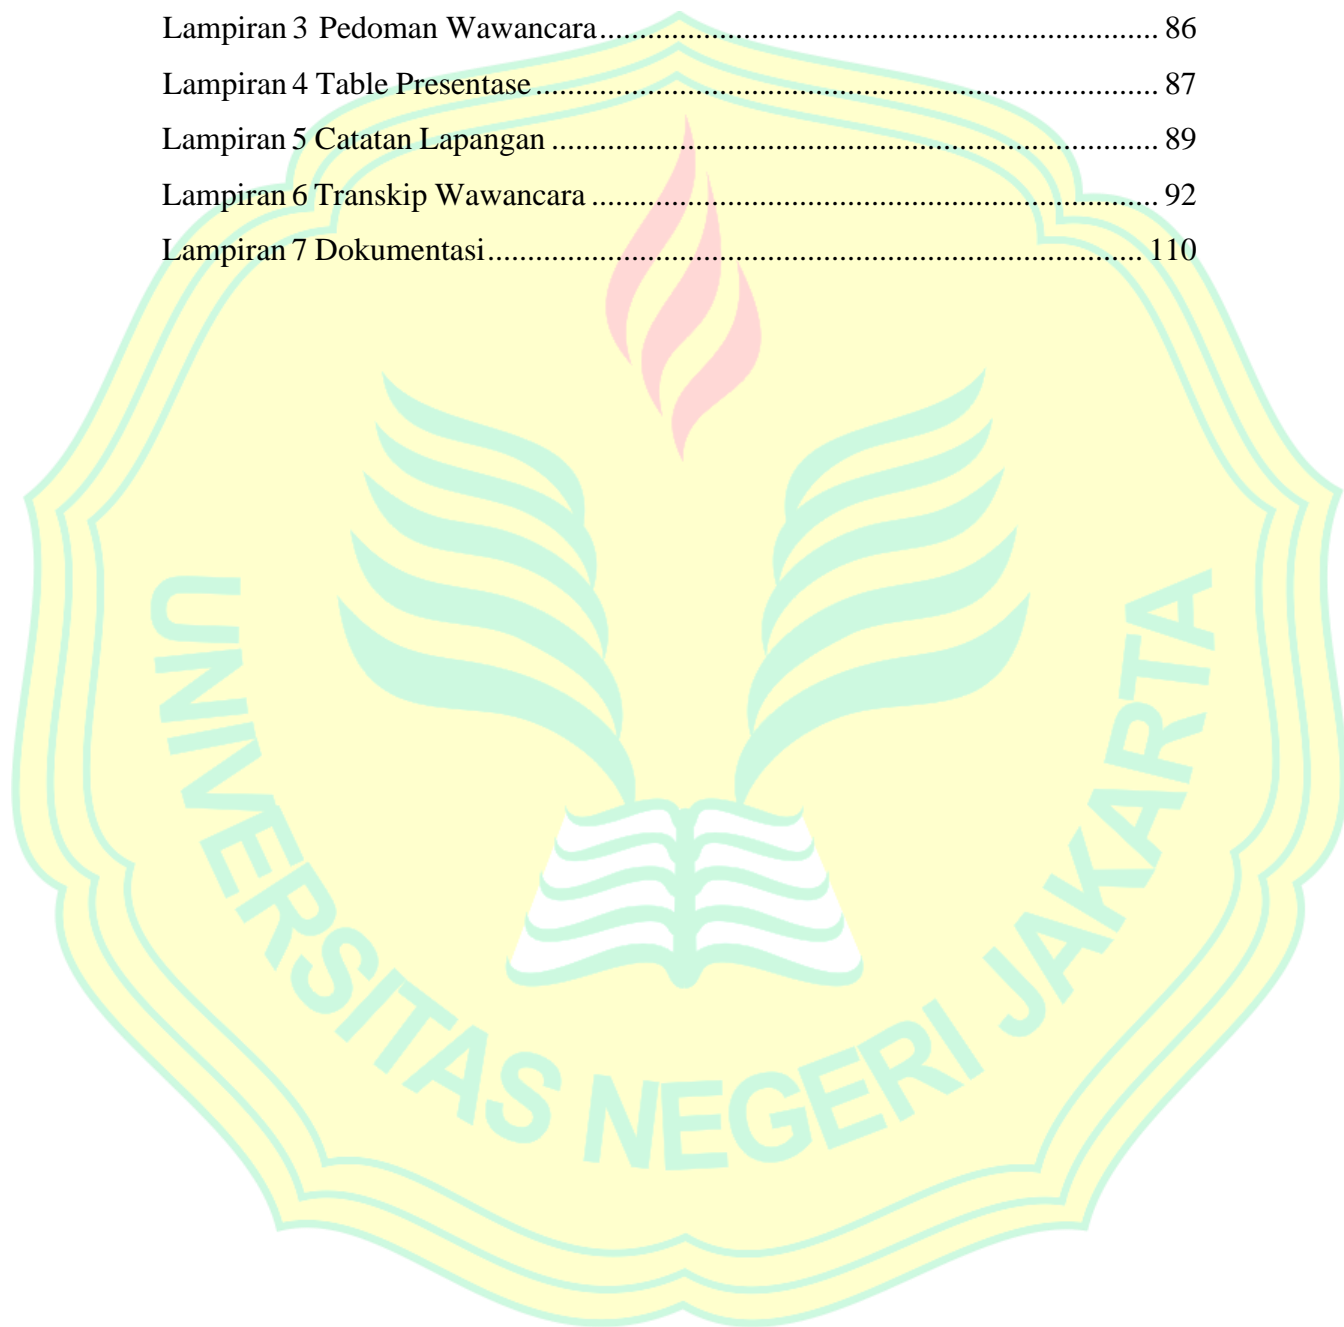 Lampiran 3 Pedoman Wawancara...................................................................... 86
Lampiran 4 Table Presentase.............................................................................. 87
Lampiran 5 Catatan Lapangan ............................................................................ 89
Lampiran 6 Transkip Wawancara ....................................................................... 92
Lampiran 7 Dokumentasi.................................................................................. 110
UNIVERSITAS NEGERI JAKARTA